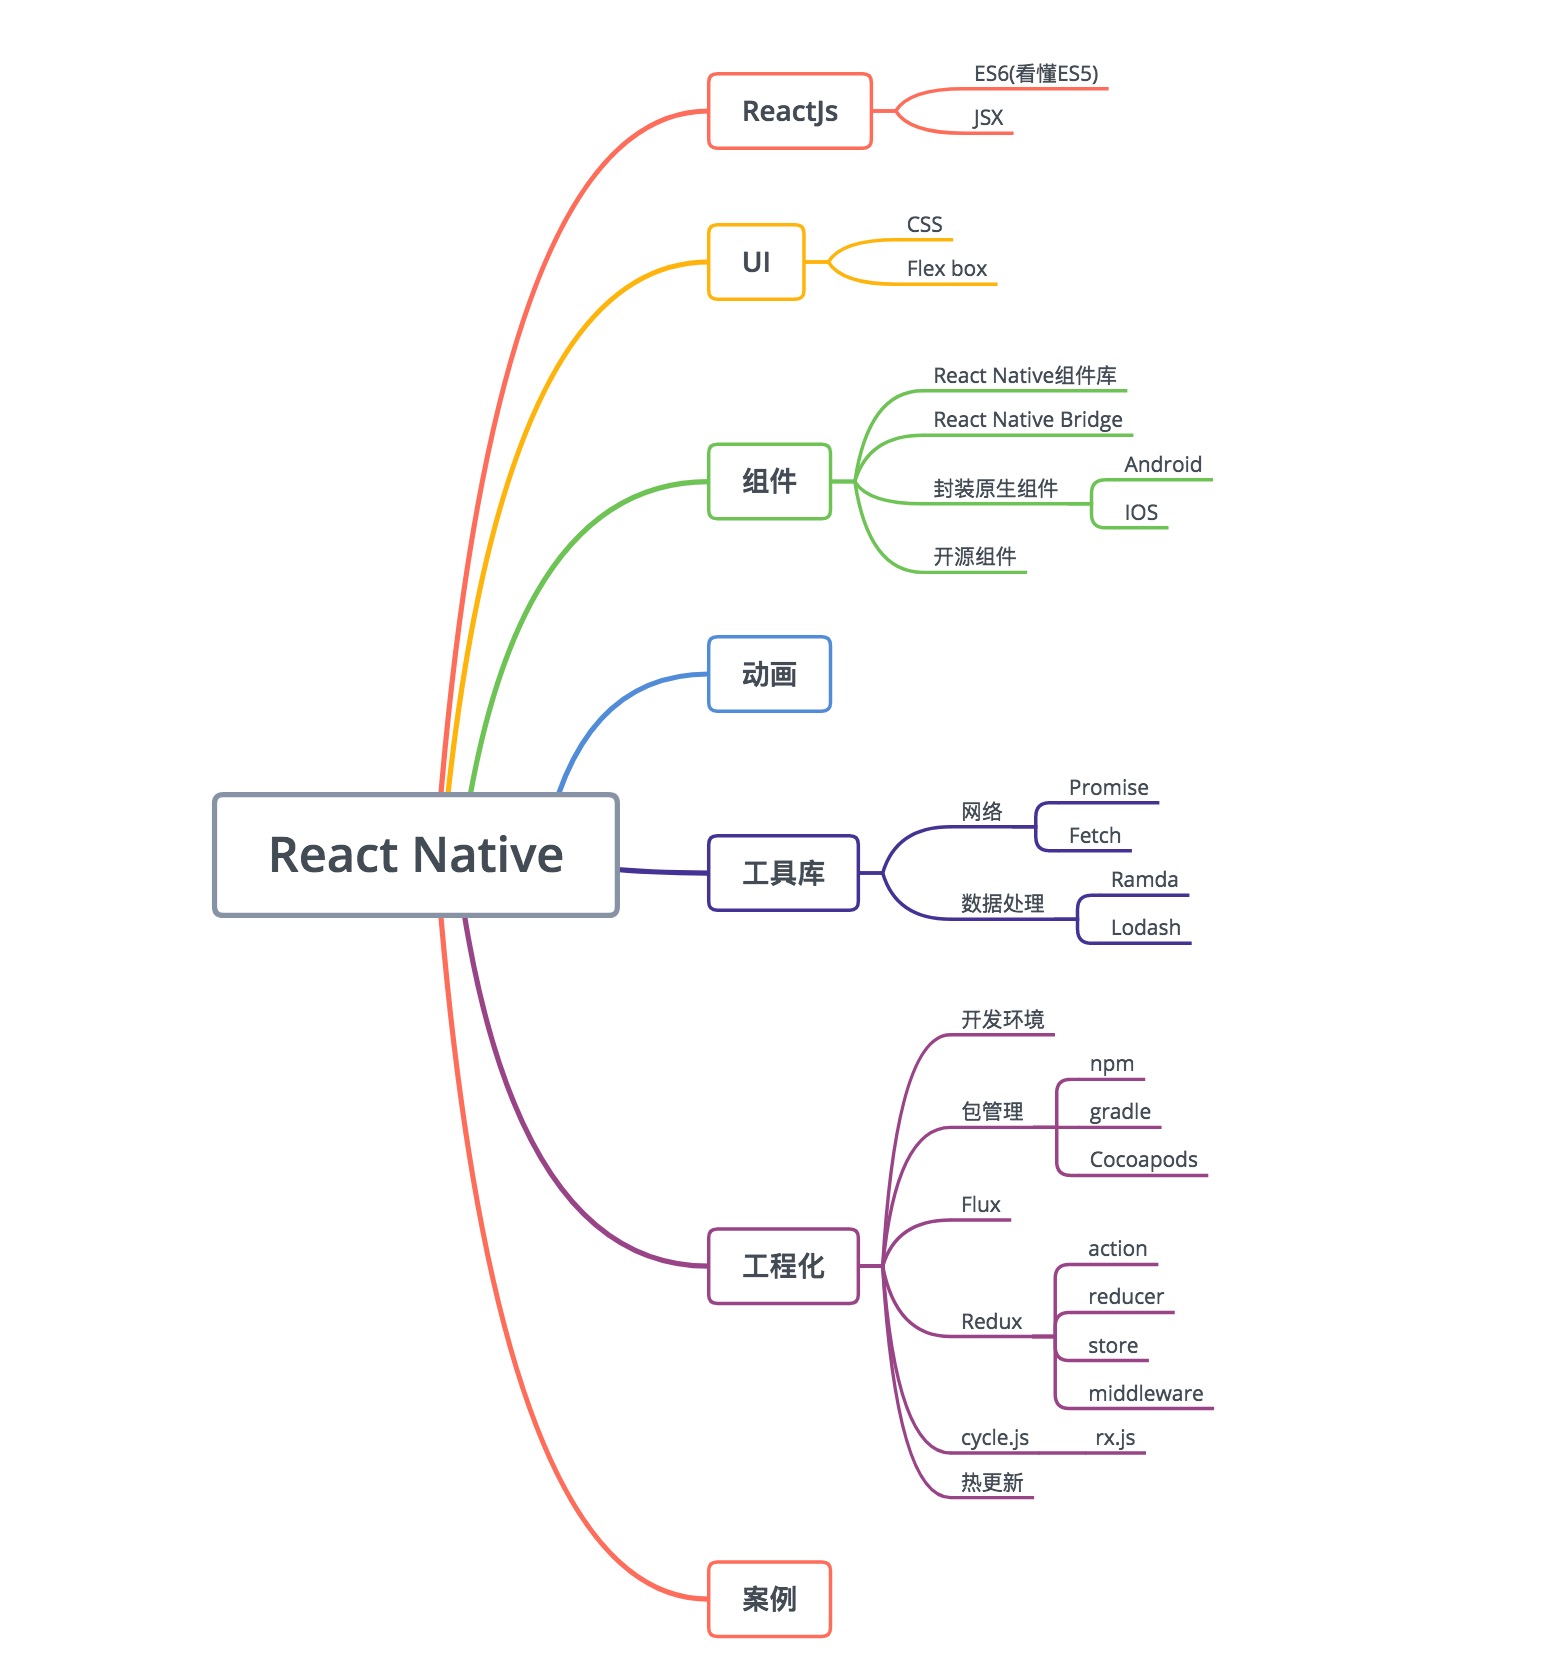 React Native
ReactJs
ES6(看懂ES5)
JSX
UI
CSS
Flex box
组件
React Native组件库
React Native Bridge
封装原生组件
Android
IOS
开源组件
动画
工具库
网络
Promise
Fetch
数据处理
Ramda
Lodash
工程化
开发环境
包管理
npm
gradle
Cocoapods
Flux
Redux
action
reducer
store
middleware
cycle.js
rx.js
热更新
案例